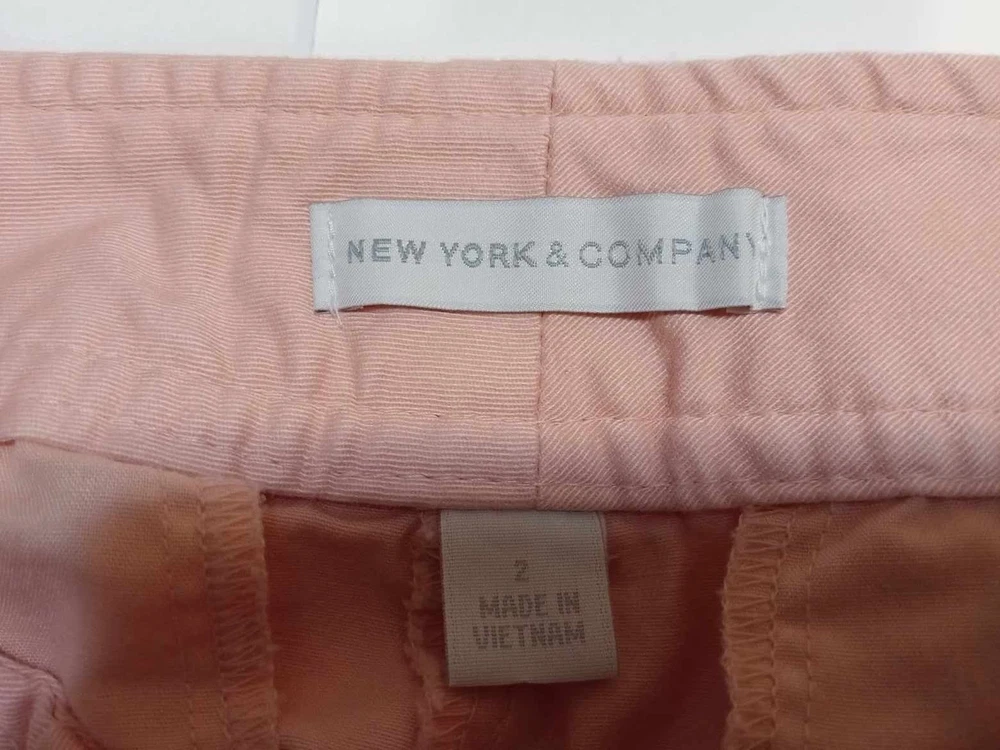 NEW YORK & COMPANY
2
MADE IN
VIETNAM